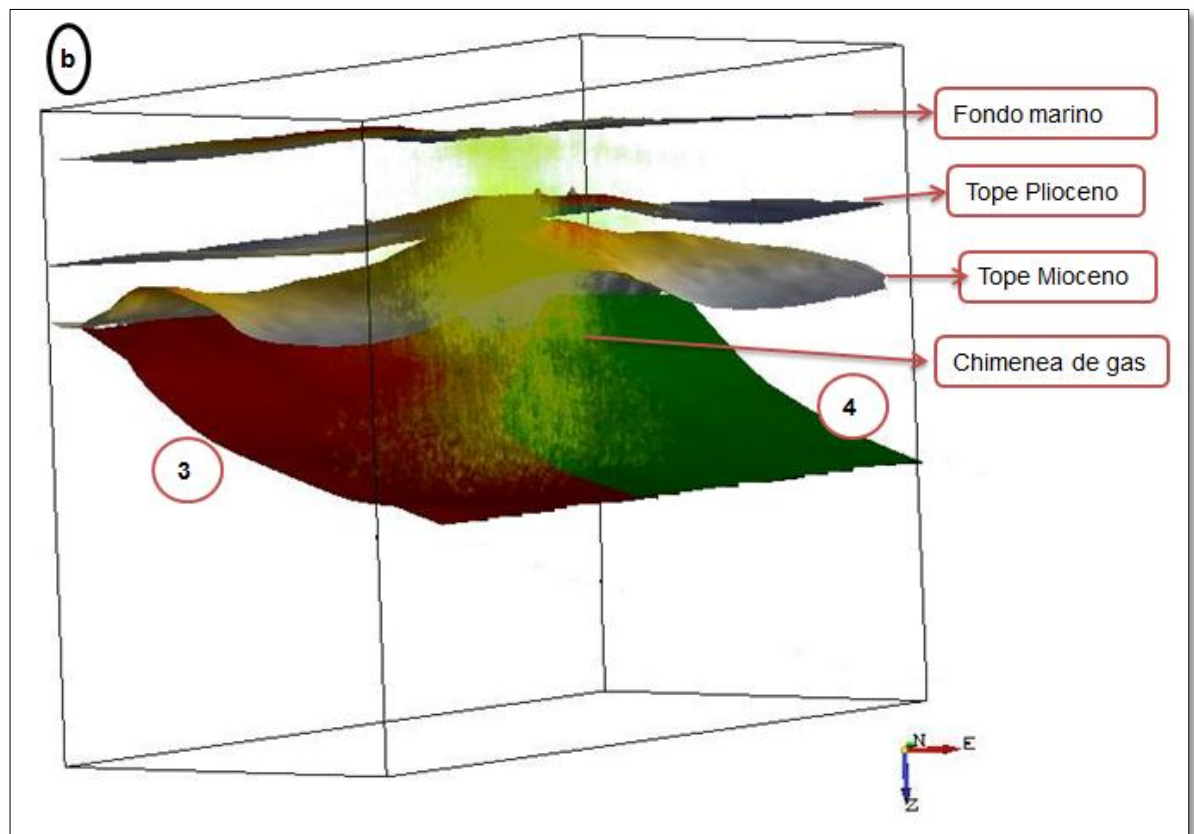 b
Fondo marino
Tope Plioceno
Tope Mioceno
Chimenea de gas
4
3
N
E
Z